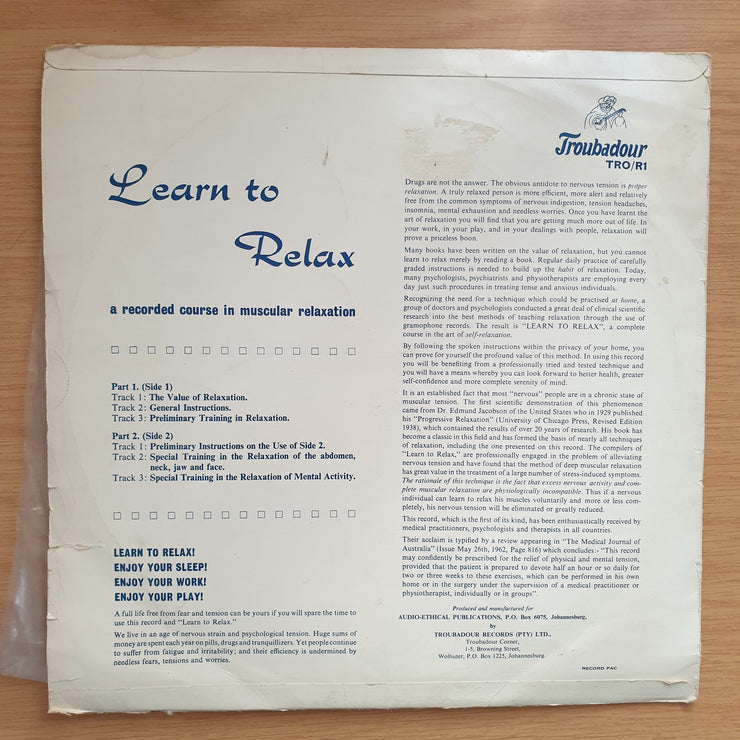 Learn to
Relax
a recorded course in muscular relaxation
Part 1. (Side 1)
Track 1: The Value of Relaxation.
Track 2: General Instructions.
Track 3: Preliminary Training in Relaxation.
Part 2. (Side 2)
Track 1: Preliminary Instructions on the Use of Side 2.
Track 2: Special Training in the Relaxation of the abdomen,
neck, jaw and face.
Track 3: Special Training in the Relaxation of Mental Activity.
LEARN TO RELAX!
ENJOY YOUR SLEEP!
ENJOY YOUR WORK!
ENJOY YOUR PLAY!
A full life free from fear and tension can be yours if you will spare the time to
use this record and "Learn to Relax."
We live in an age of nervous strain and psychological tension. Huge sums of
money are spent each year on pills, drugs and tranquillizers. Yet people continue
to suffer from fatigue and irritability; and their efficiency is undermined by
needless fears, tensions and worries.
Troubadour
TRO/R1
Drugs are not the answer. The obvious antidote to nervous tension is proper
relaxation. A truly relaxed person is more efficient, more alert and relatively
free from the common symptoms of nervous indigestion, tension headaches,
insomnia, mental exhaustion and needless worries. Once you have learnt the
art of relaxation you will find that you are getting much more out of life. In
your work, in your play, and in your dealings with people, relaxation will
prove a priceless boon.
Many books have been written on the value of relaxation, but you cannot
learn to relax merely by reading a book. Regular daily practice of carefully
graded instructions is needed to build up the habit of relaxation. Today,
many psychologists, psychiatrists and physiotherapists are employing every
day just such procedures in treating tense and anxious individuals.
Recognizing the need for a technique which could be practised at home, a
group of doctors and psychologists conducted a great deal of clinical scientific
research into the best methods of teaching relaxation through the use of
gramophone records. The result is "LEARN TO RELAX", a complete
course in the art of self-relaxation.
By following the spoken instructions within the privacy of your home, you
can prove for yourself the profound value of this method. In using this record
you will be benefiting from a professionally tried and tested technique and
you will have a means whereby you can look forward to better health, greater
self-confidence and more complete serenity of mind.
It is an established fact that most "nervous" people are in a chronic state of
muscular tension. The first scientific demonstration of this phenomenon
came from Dr. Edmund Jacobson of the United States who in 1929 published
his "Progressive Relaxation" (University of Chicago Press, Revised Edition
1938), which contained the results of over 20 years of research. His book has
become a classic in this field and has formed the basis of nearly all techniques
of relaxation, including the one presented on this record. The compilers of
"Learn to Relax," are professionally engaged in the problem of alleviating
nervous tension and have found that the method of deep muscular relaxation
has great value in the treatment of a large number of stress-induced symptoms.
The rationale of this technique is the fact that excess nervous activity and com-
plete muscular relaxation are physiologically incompatible. Thus if a nervous
individual can learn to relax his muscles voluntarily and more or less com-
pletely, his nervous tension will be eliminated or greatly reduced.
This record, which is the first of its kind, has been enthusiastically received by
medical practitioners, psychologists and therapists in all countries.
Their acclaim is typified by a review appearing in "The Medical Journal of
Australia" (Issue May 26th, 1962, Page 816) which concludes:- "This record
may confidently be prescribed for the relief of physical and mental tension,
provided that the patient is prepared to devote half an hour or so daily for
two or three weeks to these exercises, which can be performed in his own
home or in the surgery under the supervision of a medical practitioner or
physiotherapist, individually or in groups".
Produced and manufactured for
AUDIO-ETHICAL PUBLICATIONS, P.O. Box 6075, Johannesburg,
by
TROUBADOUR RECORDS (PTY) LTD.,
Troubadour Corner,
1-5, Browning Street,
Wolhuter, P.O. Box 1225, Johannesburg.
RECORD PAC